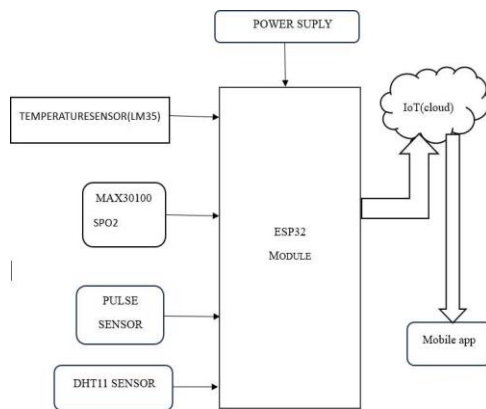 POWER SUPLY
IoT(cloud)
TEMPERATURESENSOR(LM35)
MAX30100
SPO2
ESP32
MODULE
PULSE
SENSOR
Mobile app
DHT11 SENSOR